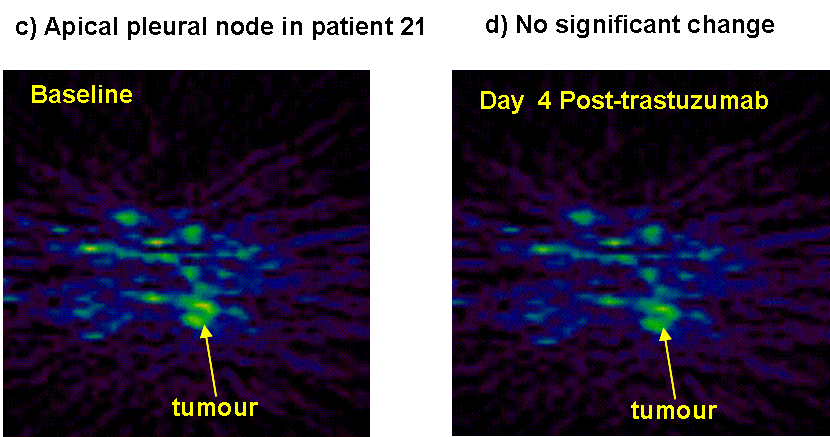 c) Apical pleural node in patient 21
d) No significant change
Baseline
Day 4 Post-trastuzumab
tumour
tumour